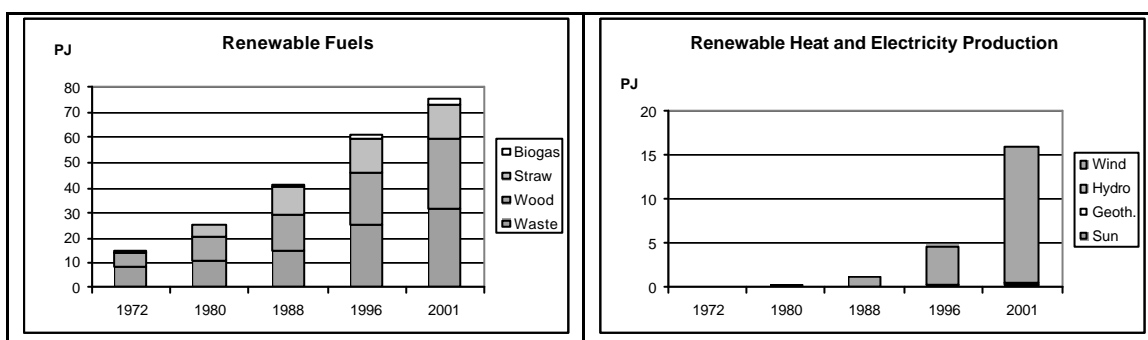 Renewable Fuels
PJ
80
70
60
50
40
30
20
10
0
1972 1980 1988 1996 2001
Biogas
Straw
Wood
Waste
Renewable Heat and Electricity Production
PJ
20
15
10
5
0
1972 1980 1988 1996 2001
Wind
Hydro
Geoth.
Sun